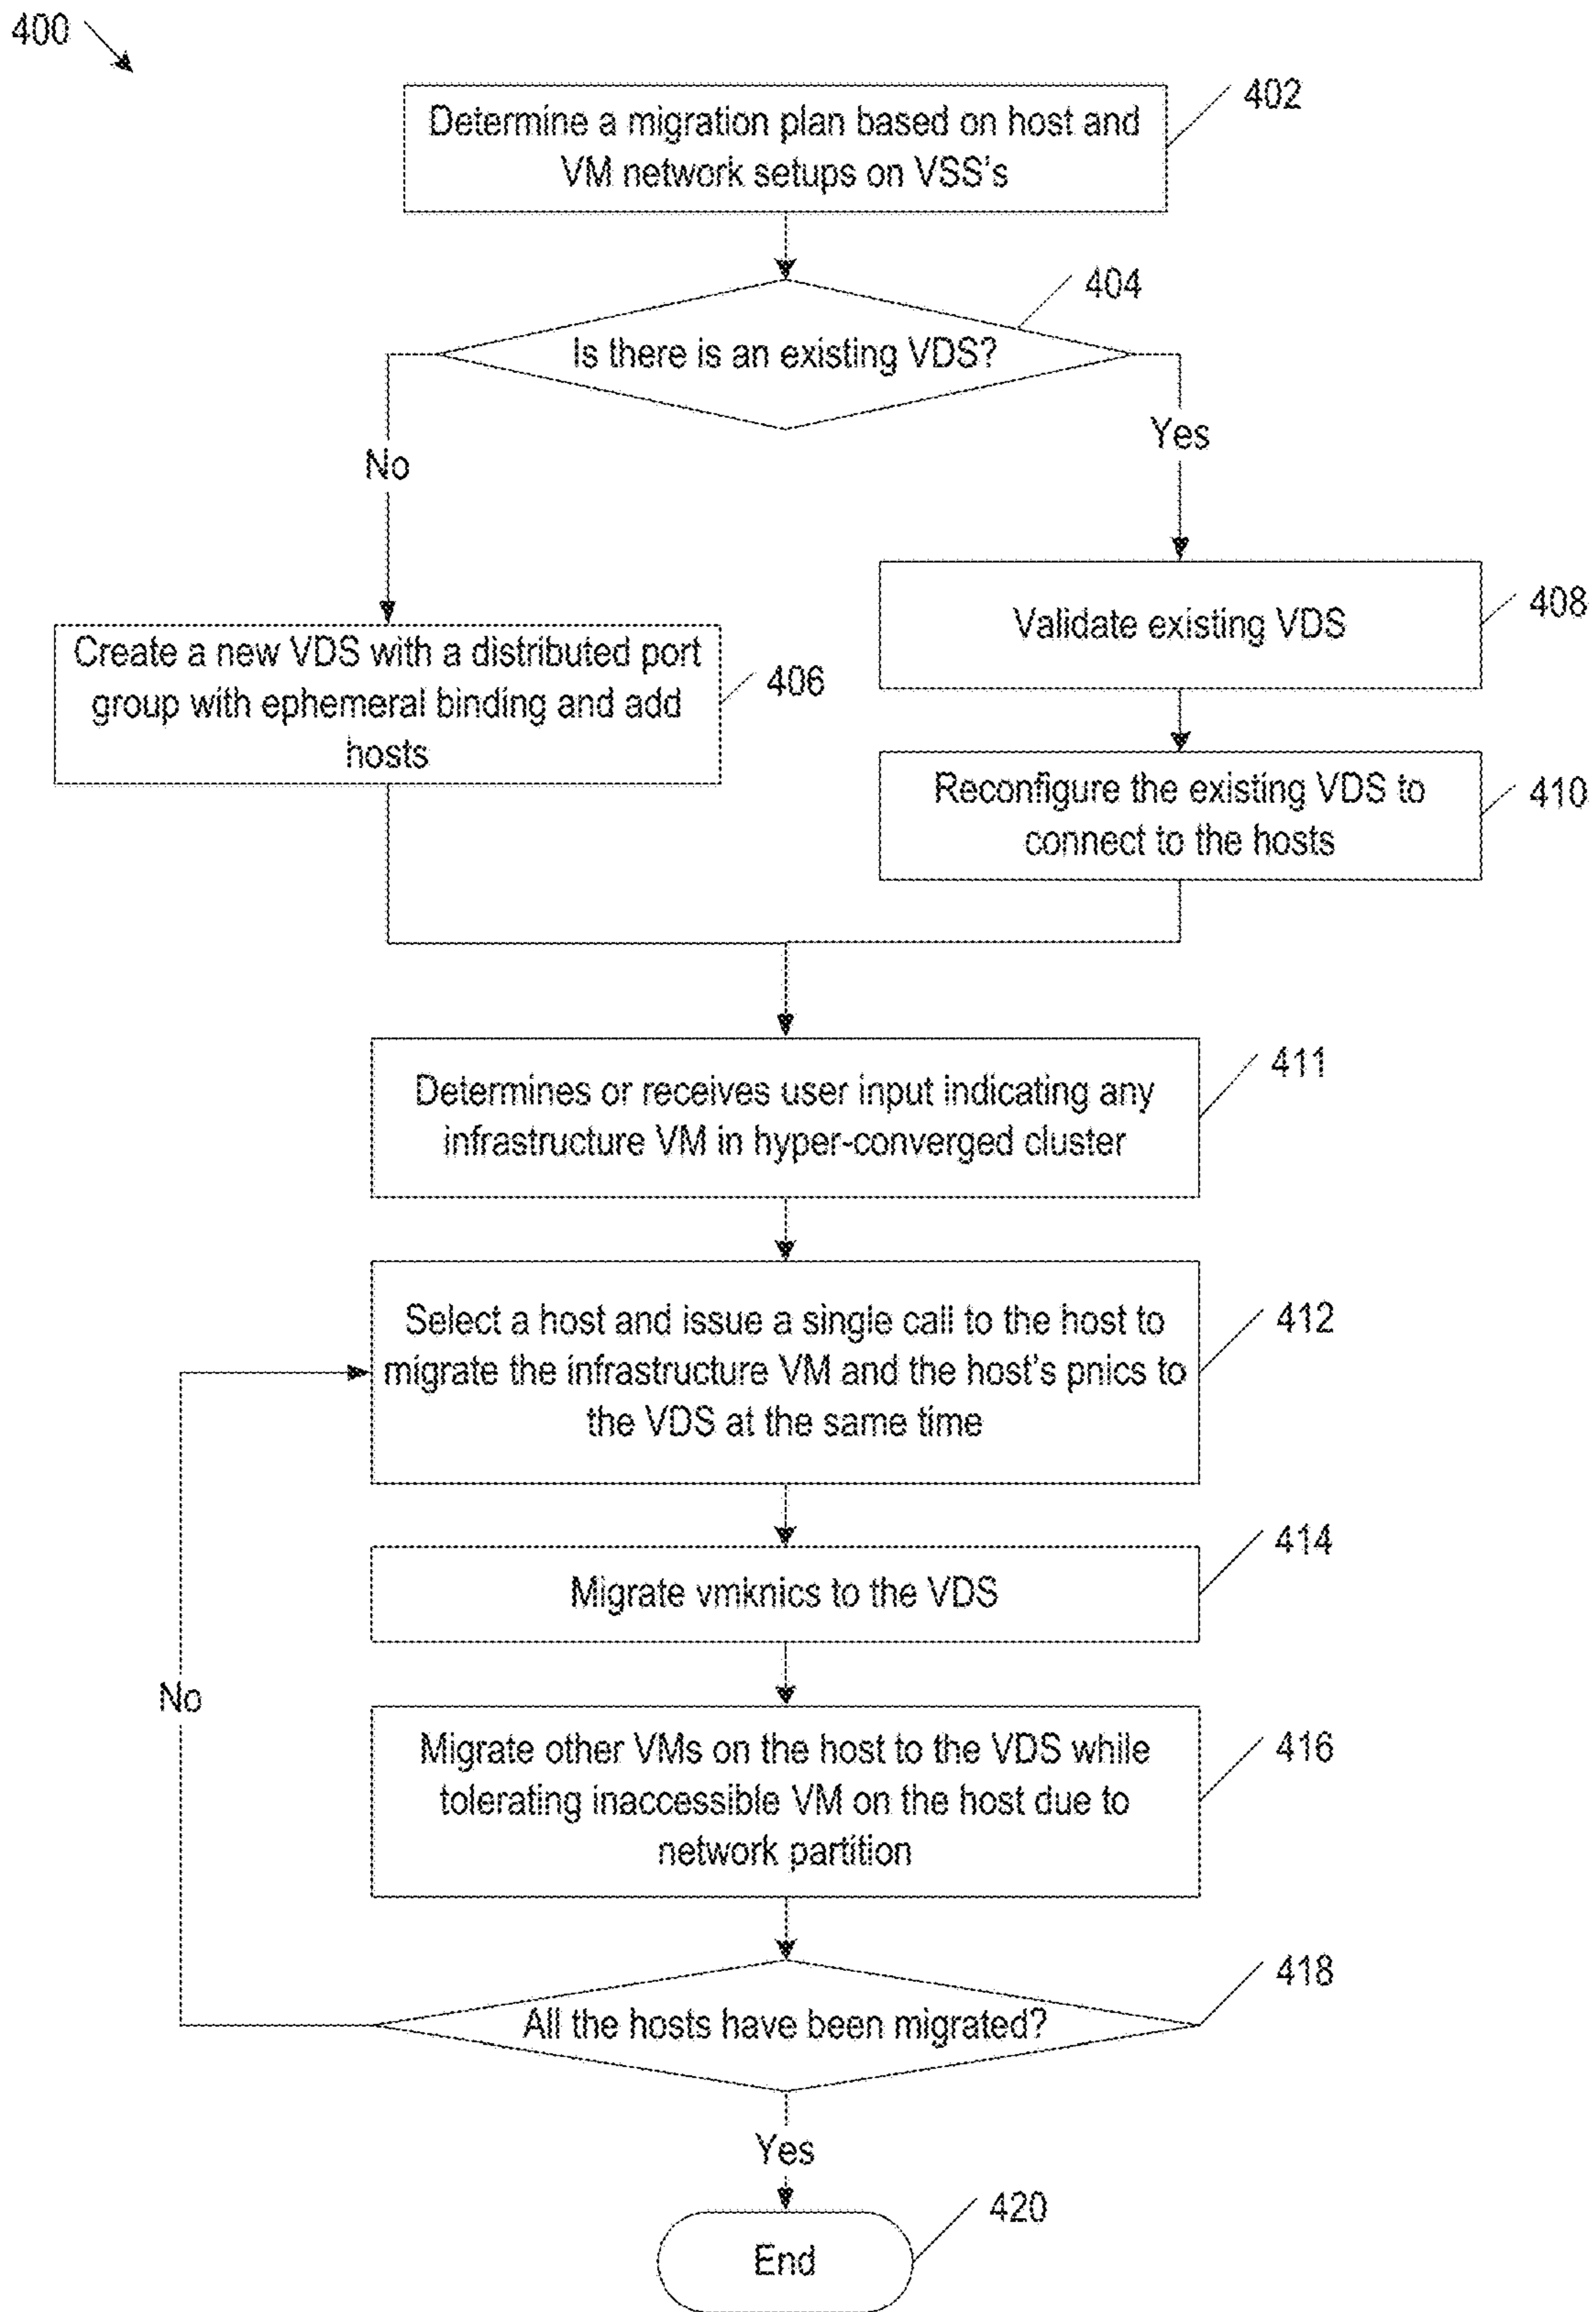 400
402
Determine a migration plan based on host and
VM network setups on VSS's
404
Is there is an existing VDS?
No
Yes
Create a new VDS with a distributed port
group with ephemeral binding and add
hosts
406
Validate existing VDS
408
Reconfigure the existing VDS to
connect to the hosts
410
411
Determines or receives user input indicating any
infrastructure VM in hyper-converged cluster
412
Select a host and issue a single call to the host to
migrate the infrastructure VM and the host's pnics to
the VDS at the same time
414
Migrate vmknics to the VDS
No
416
Migrate other VMs on the host to the VDS while
tolerating inaccessible VM on the host due to
network partition
418
All the hosts have been migrated?
Yes
420
End